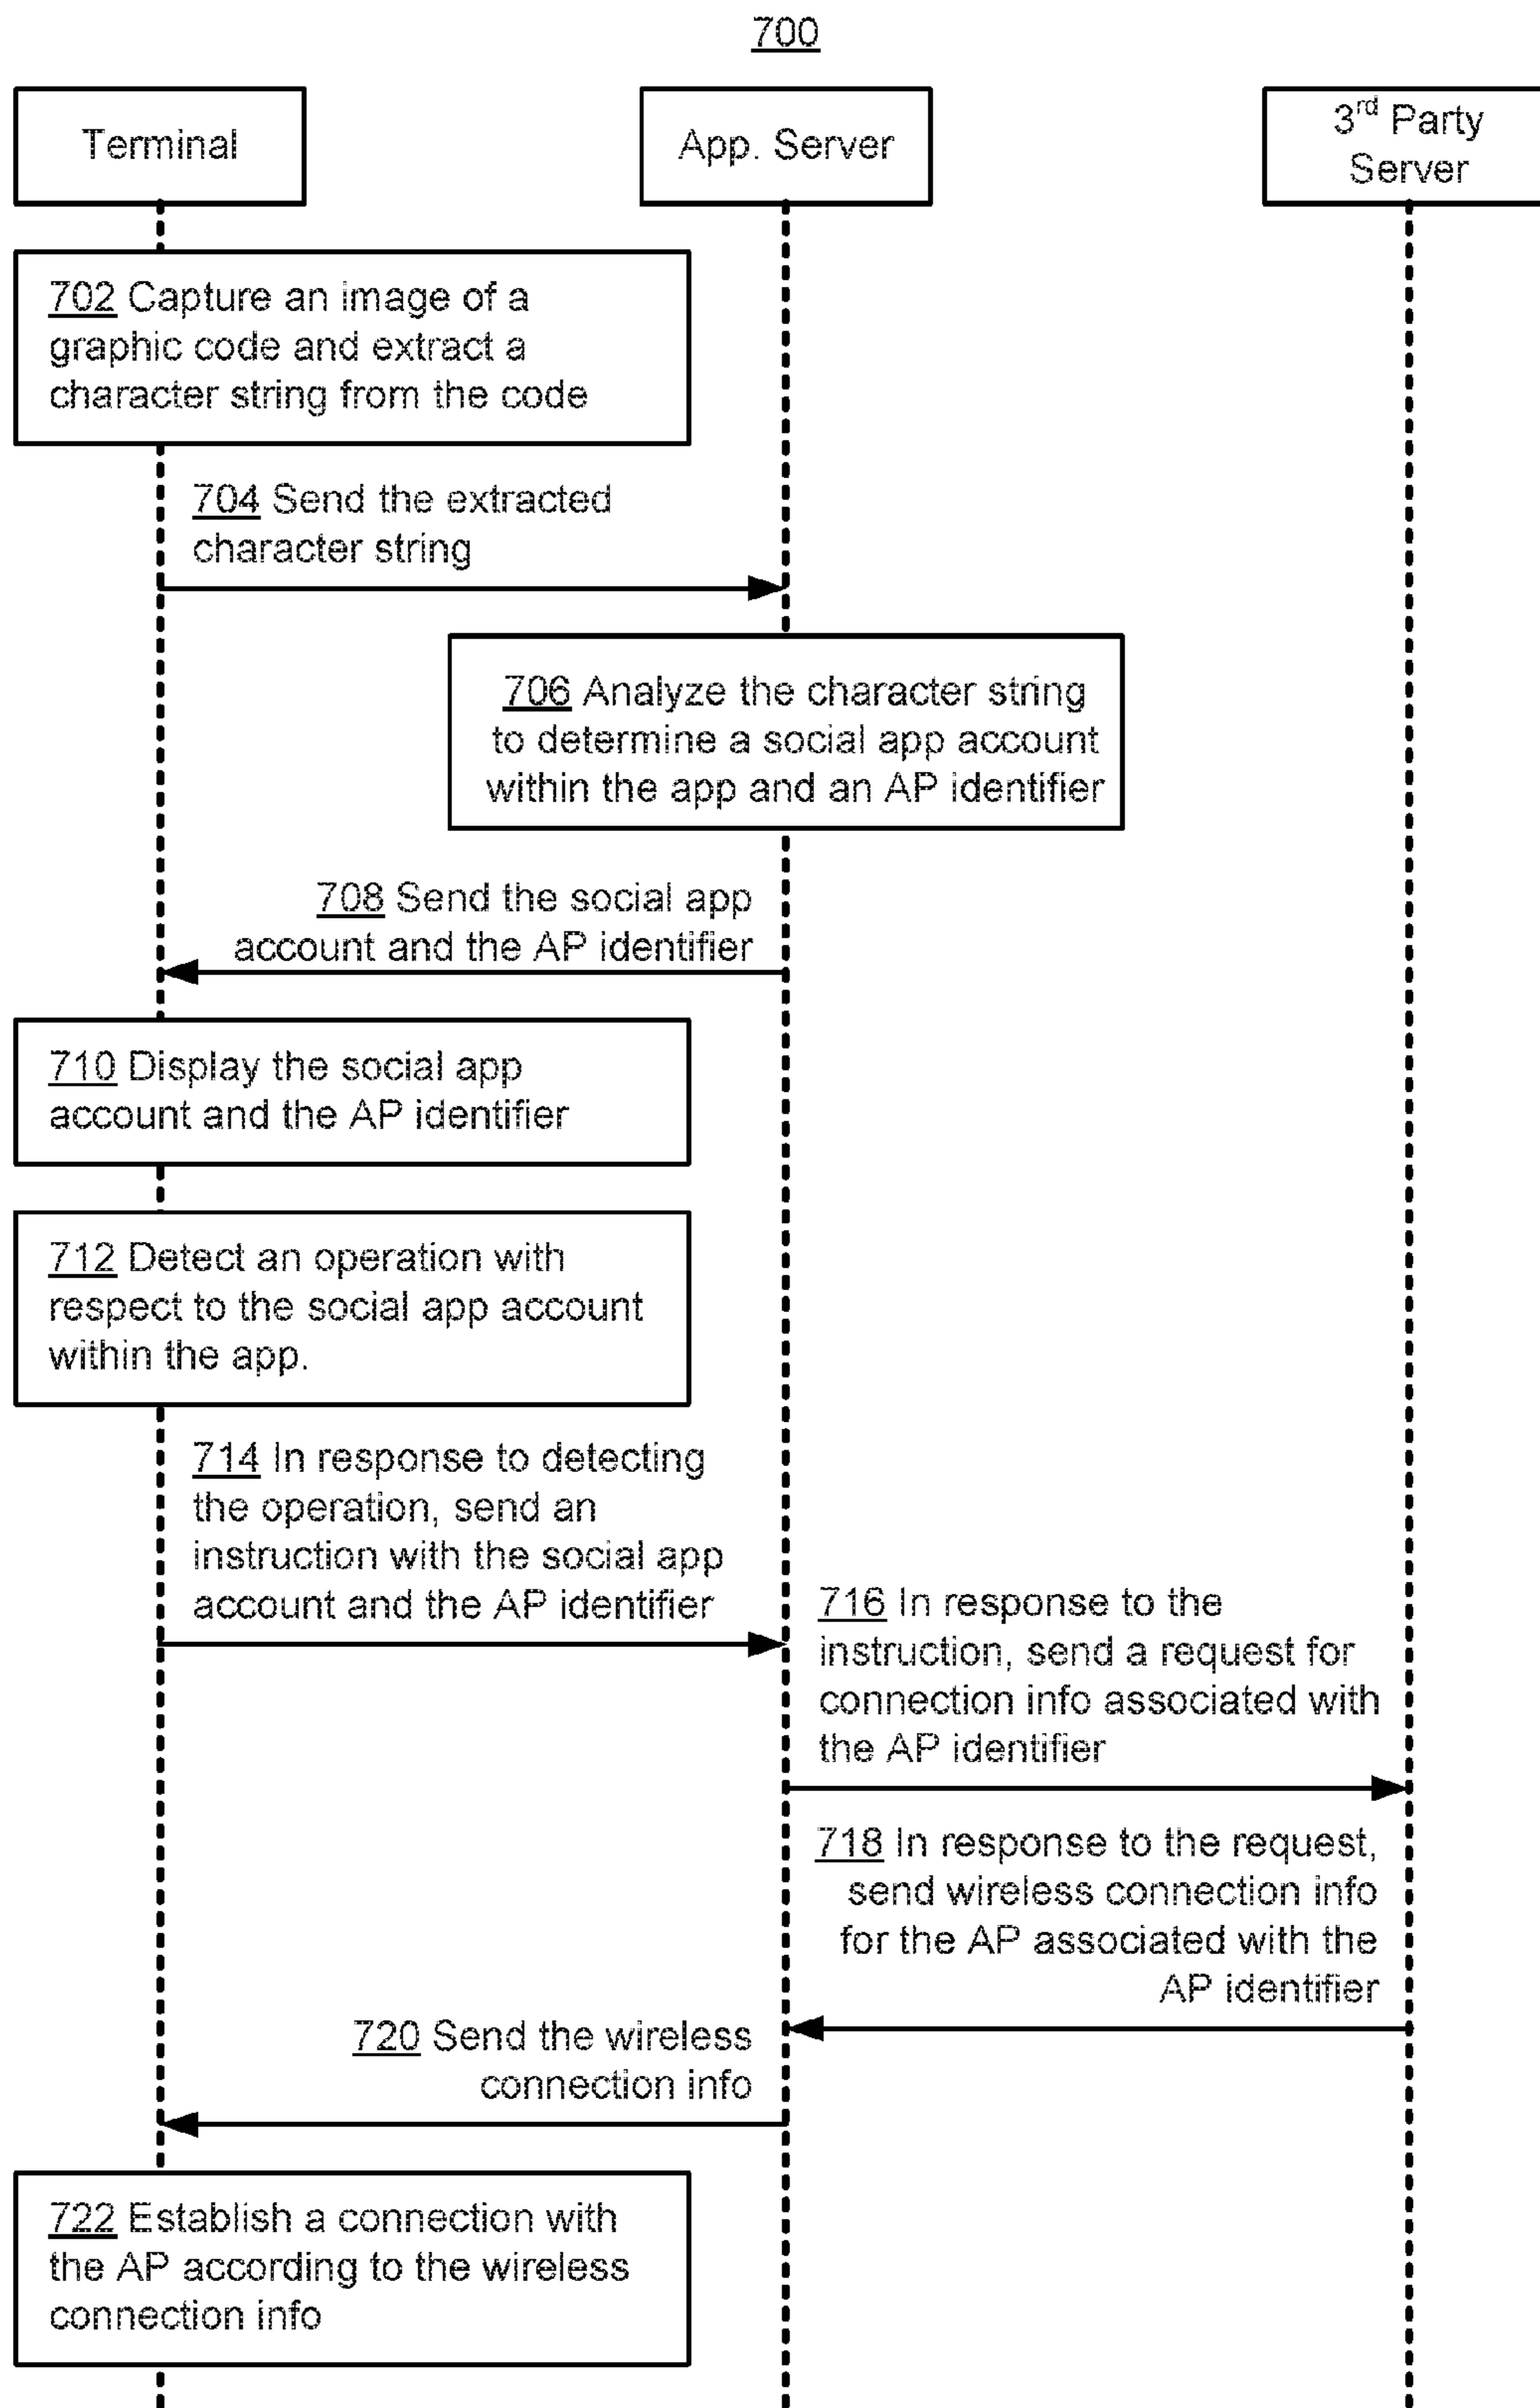 700
Terminal
App. Server
3rd Party
Server
702 Capture an image of a
graphic code and extract a
character string from the code
704 Send the extracted
character string
706 Analyze the character string
to determine a social app account
within the app and an AP identifier
708 Send the social app
account and the AP identifier
710 Display the social app
account and the AP identifier
712 Detect an operation with
respect to the social app account
within the app.
714 In response to detecting
the operation, send an
instruction with the social app
account and the AP identifier
716 In response to the
instruction, send a request for
connection info associated with
the AP identifier
718 In response to the request,
send wireless connection info
for the AP associated with the
AP identifier
720 Send the wireless
connection info
722 Establish a connection with
the AP according to the wireless
connection info